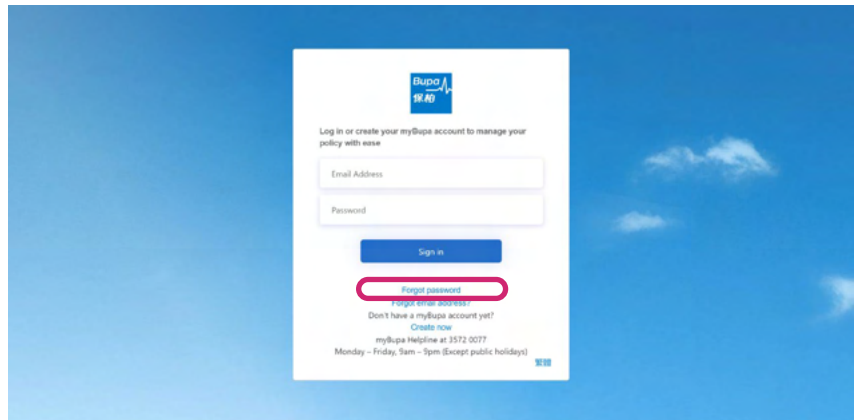 Bupa
保柏
Log in or create your myBupa account to manage your
policy with ease
Email Address
Password
Sign in
Forgot password
Forgot email address?
Don't have a myBupa account yet?
Create now
myBupa Helpline at 3572 0077
Monday – Friday, 9am – 9pm (Except public holidays)
繁體